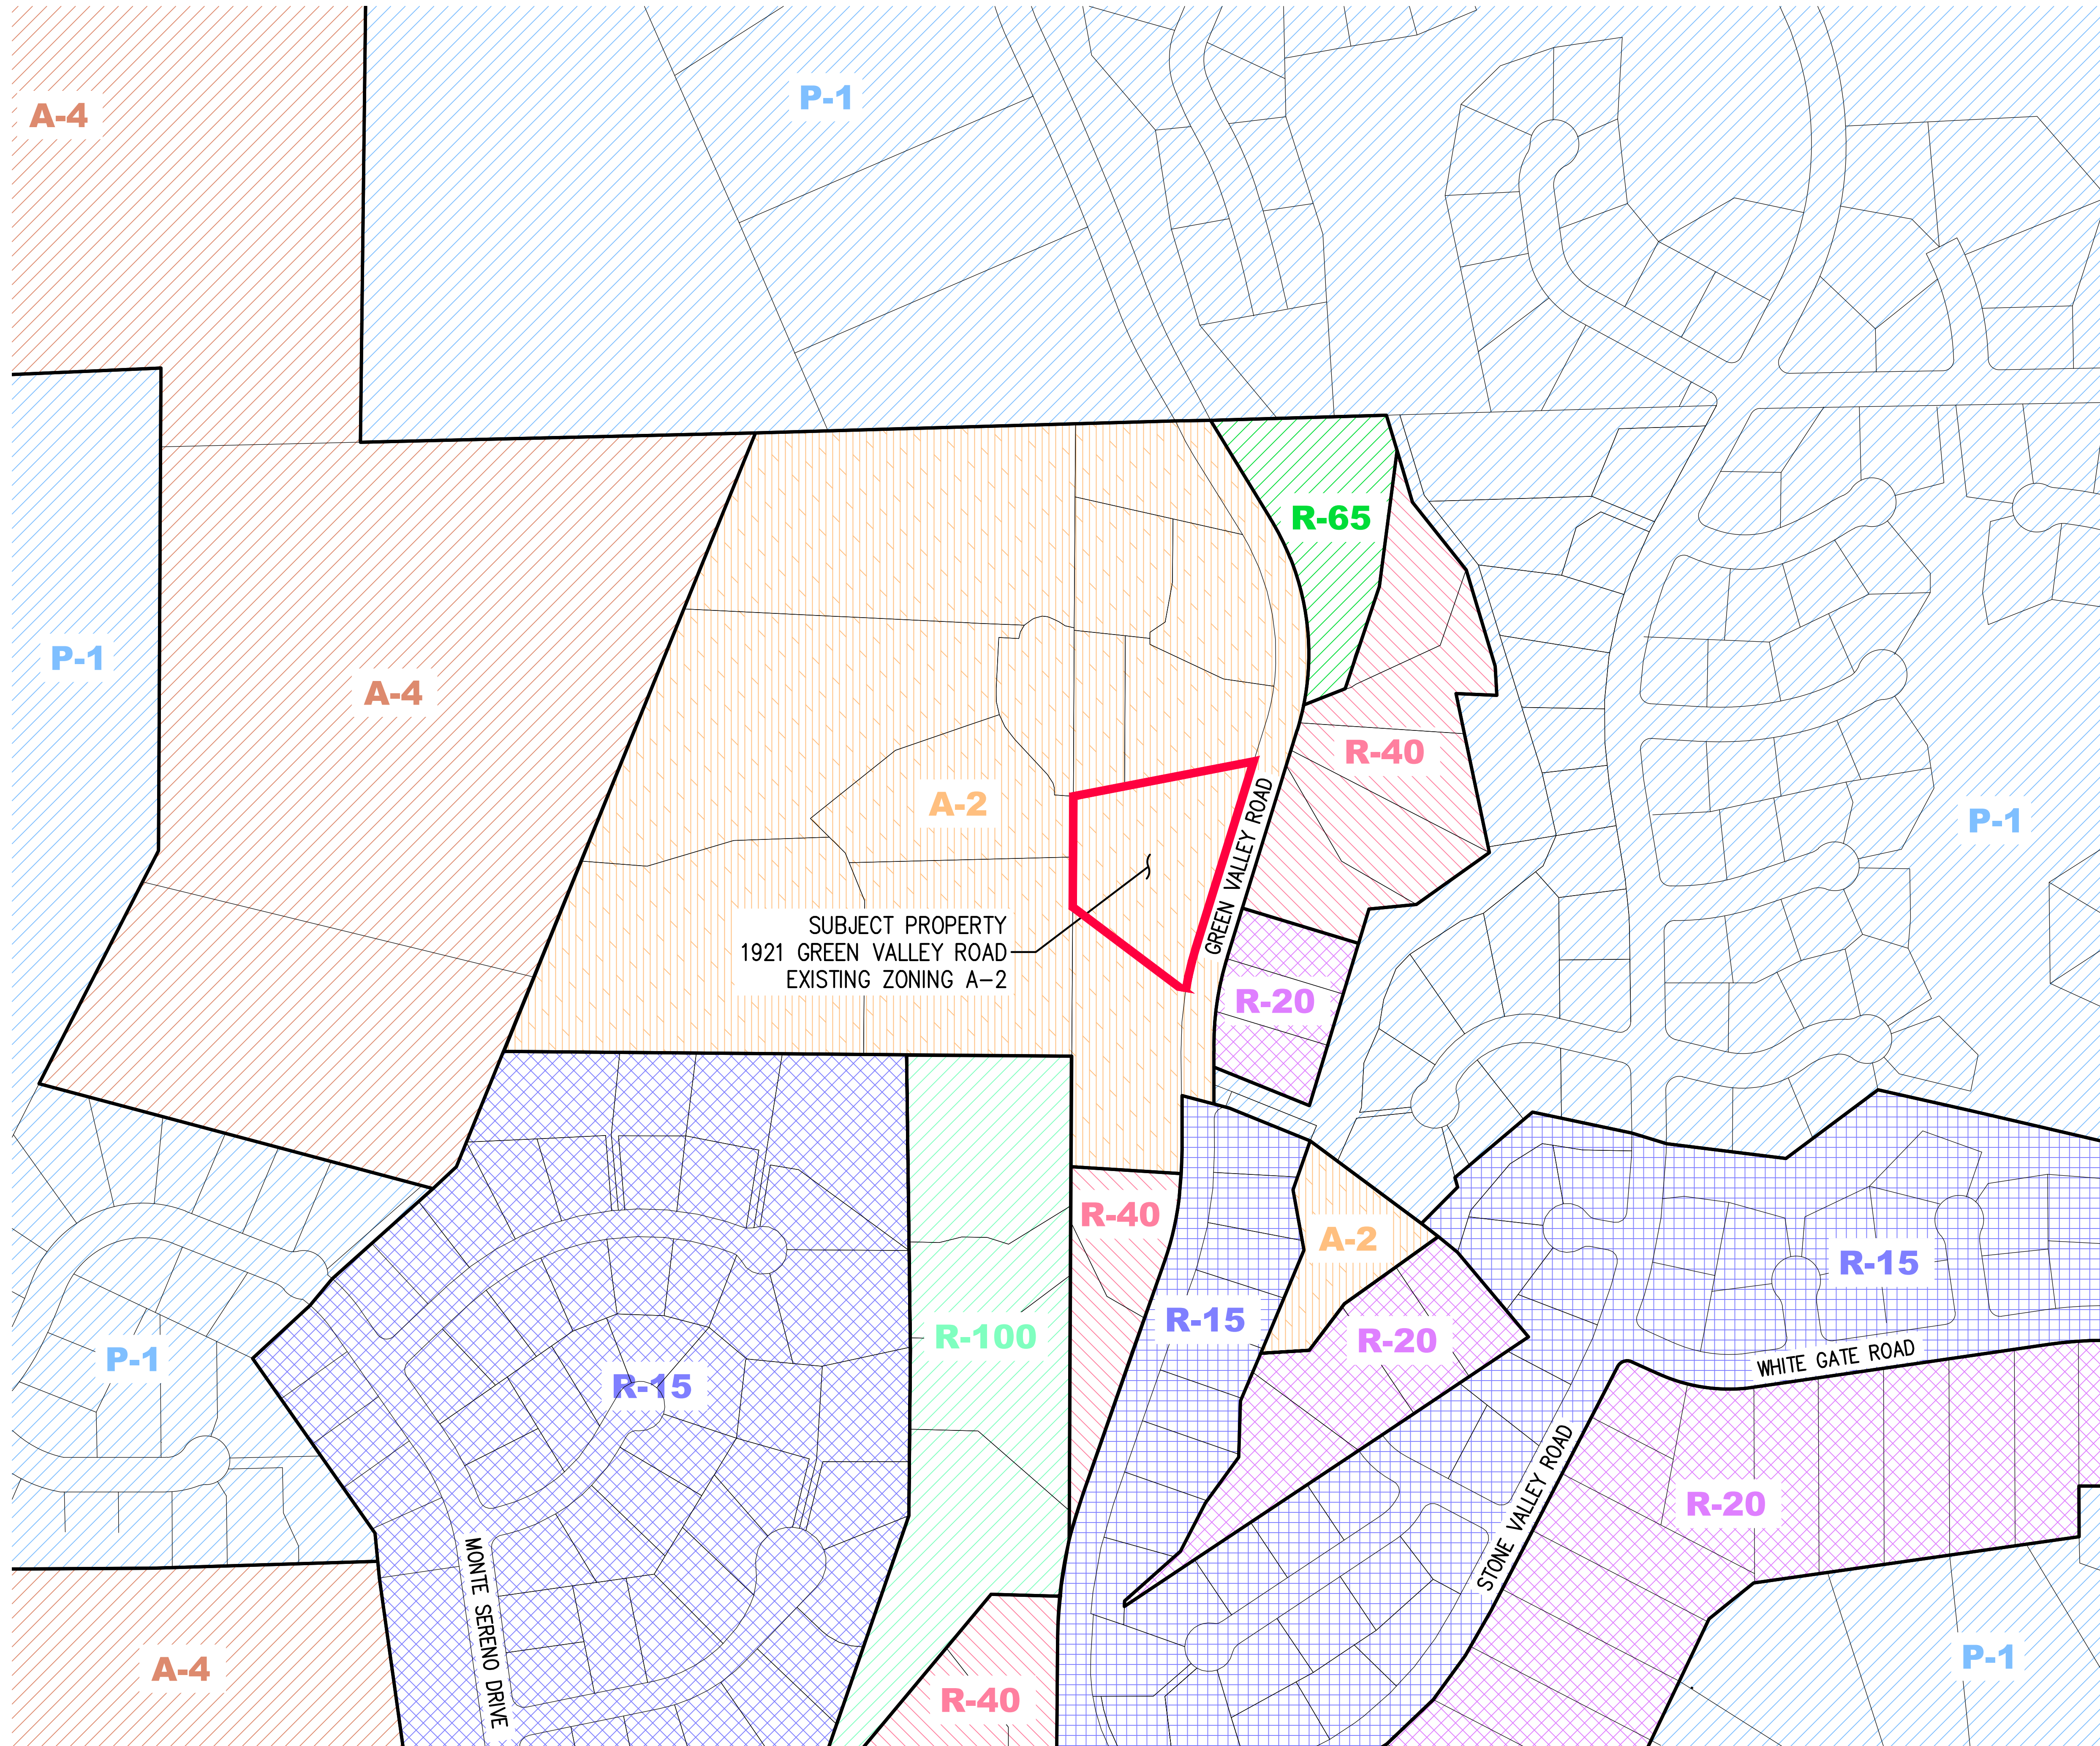 P-1
A-4
R-65
P-1
A-4
R-40
A-2
P-1
GREEN VALLEY ROAD
SUBJECT PROPERTY
1921 GREEN VALLEY ROAD
EXISTING ZONING A-2
R-20
R-40
A-2
R-15
R-15
R-100
R-20
P-1
WHITE GATE ROAD
R-15
STONE VALLEY ROAD
R-20
MONTE SERENO DRIVE
P-1
A-4
R-40